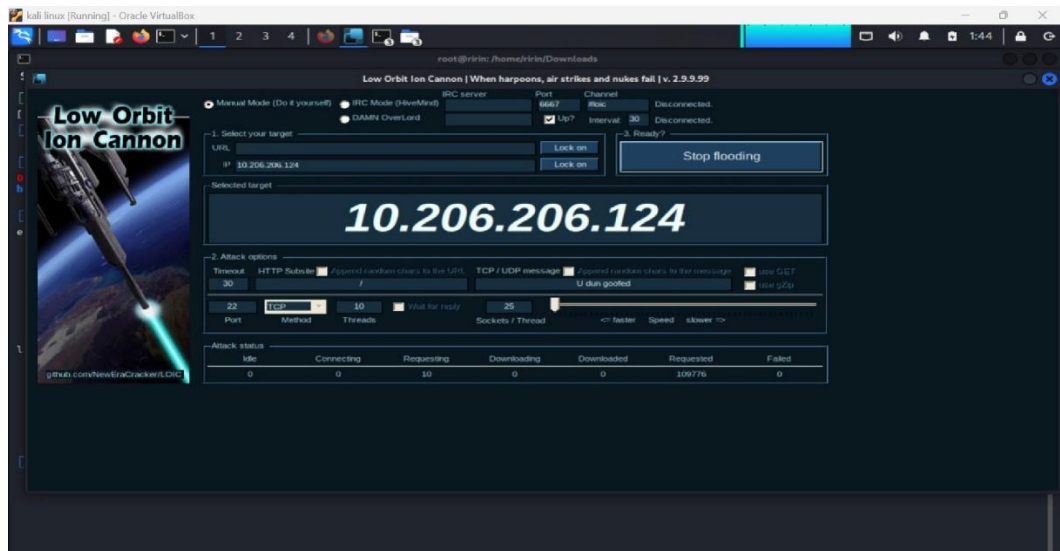 kali linux [Running] - Oracle VirtualBox
1 2 3 4 1:44
root@ririn: /home/ririn/Downloads
Low Orbit Ion Cannon | When harpoons, air strikes and nukes fail | v. 2.9.9.99
Low Orbit
Ion Cannon
github.com/NewEraCracker/LOIC
IRC server Port Channel
Manual Mode (Do it yourself) IRC Mode (HiveMind) 6667 #loic Disconnected.
DAMN OverLord Up? Interval: 30 Disconnected.
1. Select your target
URL Lock on
IP 10.206.206.124 Lock on
3. Ready?
Stop flooding
Selected target
10.206.206.124
2. Attack options
Timeout HTTP Subsite Append random chars to the URL TCP / UDP message Append random chars to the message use GET
30 / U dun goofed use gZip
22 TCP 10 Wait for reply 25
Port Method Threads Sockets / Thread <= faster Speed slower =>
Attack status
Idle Connecting Requesting Downloading Downloaded Requested Failed
0 0 10 0 0 109776 0